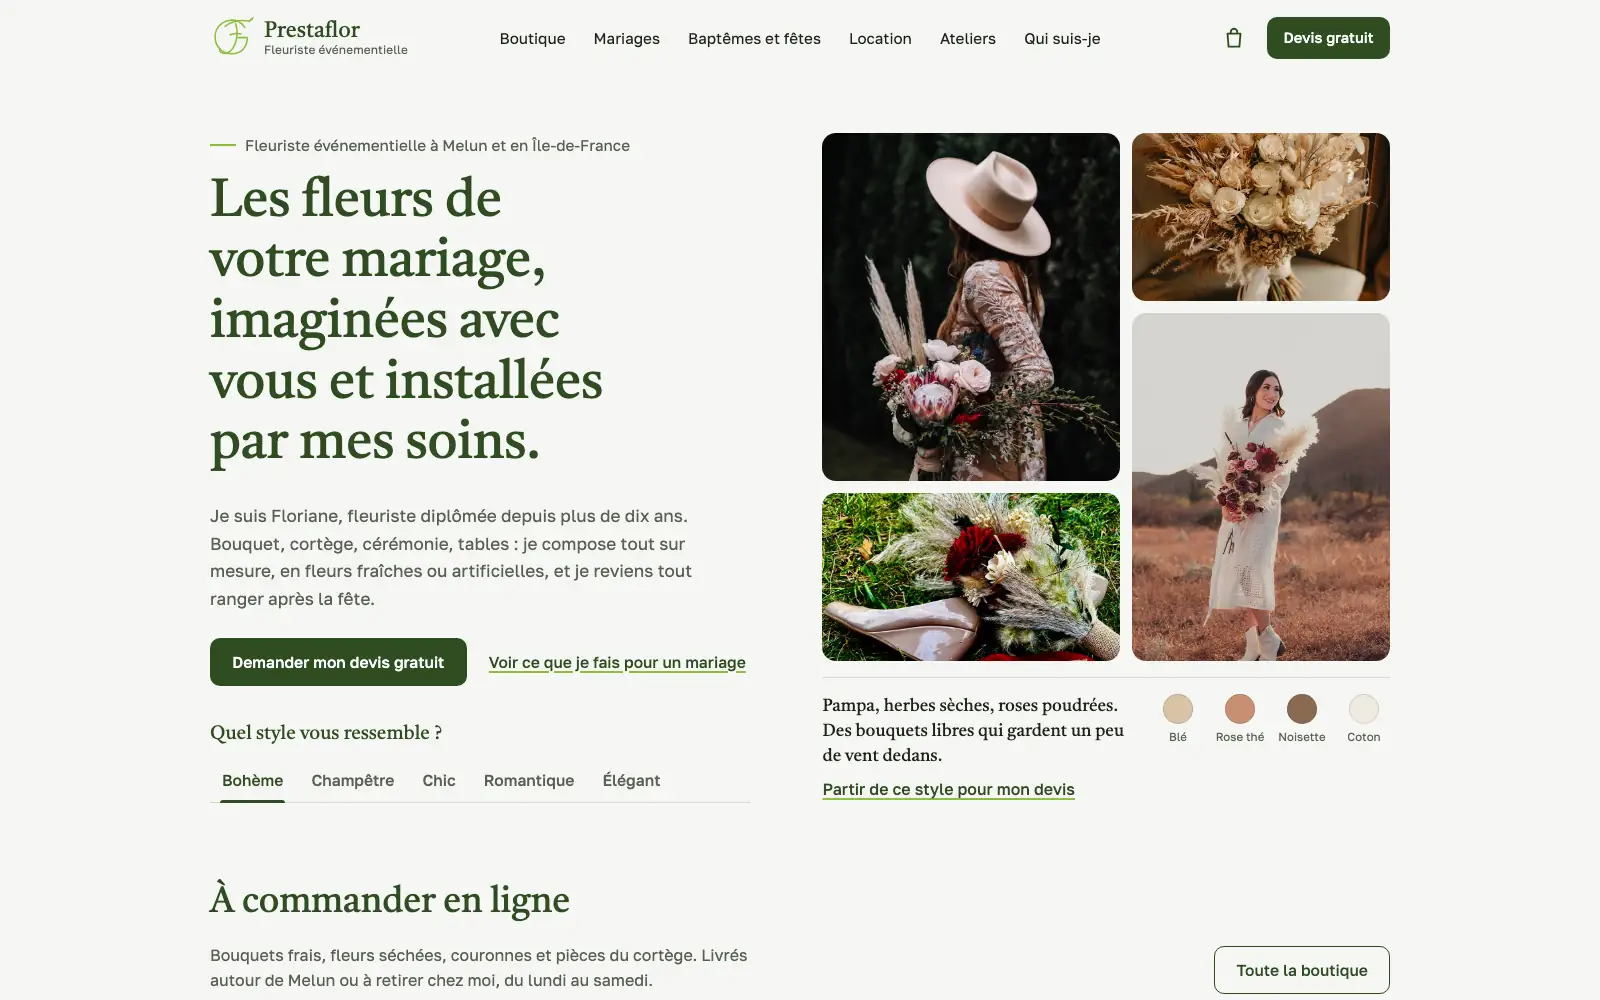 Prestaflor
Fleuriste événementielle
Boutique
Mariages
Baptêmes et fêtes
Location
Ateliers
Qui suis-je
Devis gratuit
Fleuriste événementielle à Melun et en Île-de-France
Les fleurs de
votre mariage,
imaginées avec
vous et installées
par mes soins.
Je suis Floriane, fleuriste diplômée depuis plus de dix ans.
Bouquet, cortège, cérémonie, tables : je compose tout sur
mesure, en fleurs fraîches ou artificielles, et je reviens tout
ranger après la fête.
Demander mon devis gratuit
Voir ce que je fais pour un mariage
Quel style vous ressemble ?
Bohème
Champêtre
Chic
Romantique
Élégant
Pampa, herbes sèches, roses poudrées.
Des bouquets libres qui gardent un peu
de vent dedans.
Blé
Rose thé
Noisette
Coton
Partir de ce style pour mon devis
À commander en ligne
Bouquets frais, fleurs séchées, couronnes et pièces du cortège. Livrés
autour de Melun ou à retirer chez moi, du lundi au samedi.
Toute la boutique